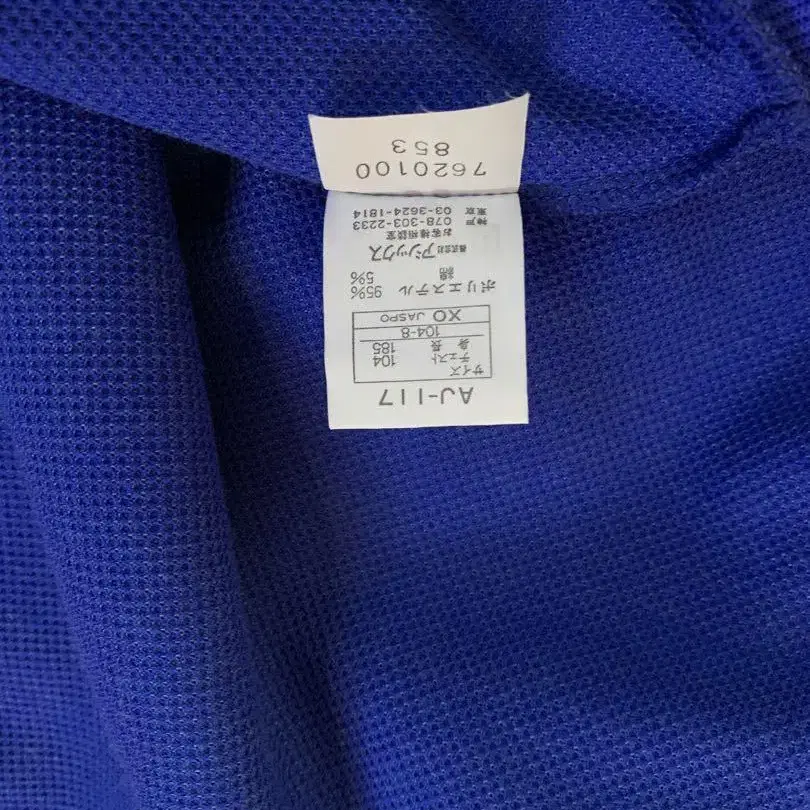 AJ-117
サイズ
チェスト 104
身長 185
104-8
XO JASPO
ポリエステル 95%
綿 5%
株式会社アシックス
お客様相談室
神戸 078-303-2233
東京 03-3624-1814
7620100
853